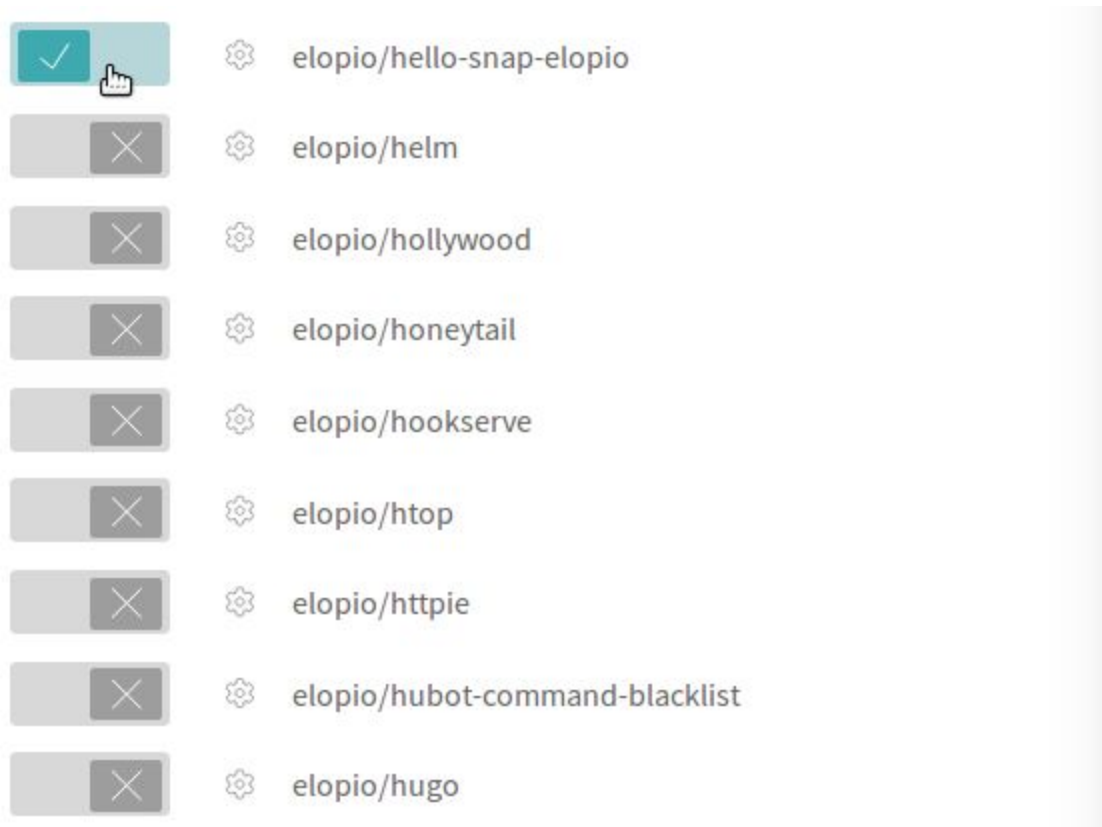 elopio/hello-snap-elopio
elopio/helm
elopio/hollywood
elopio/honeytail
elopio/hookserve
elopio/htop
elopio/httpie
elopio/hubot-command-blacklist
elopio/hugo